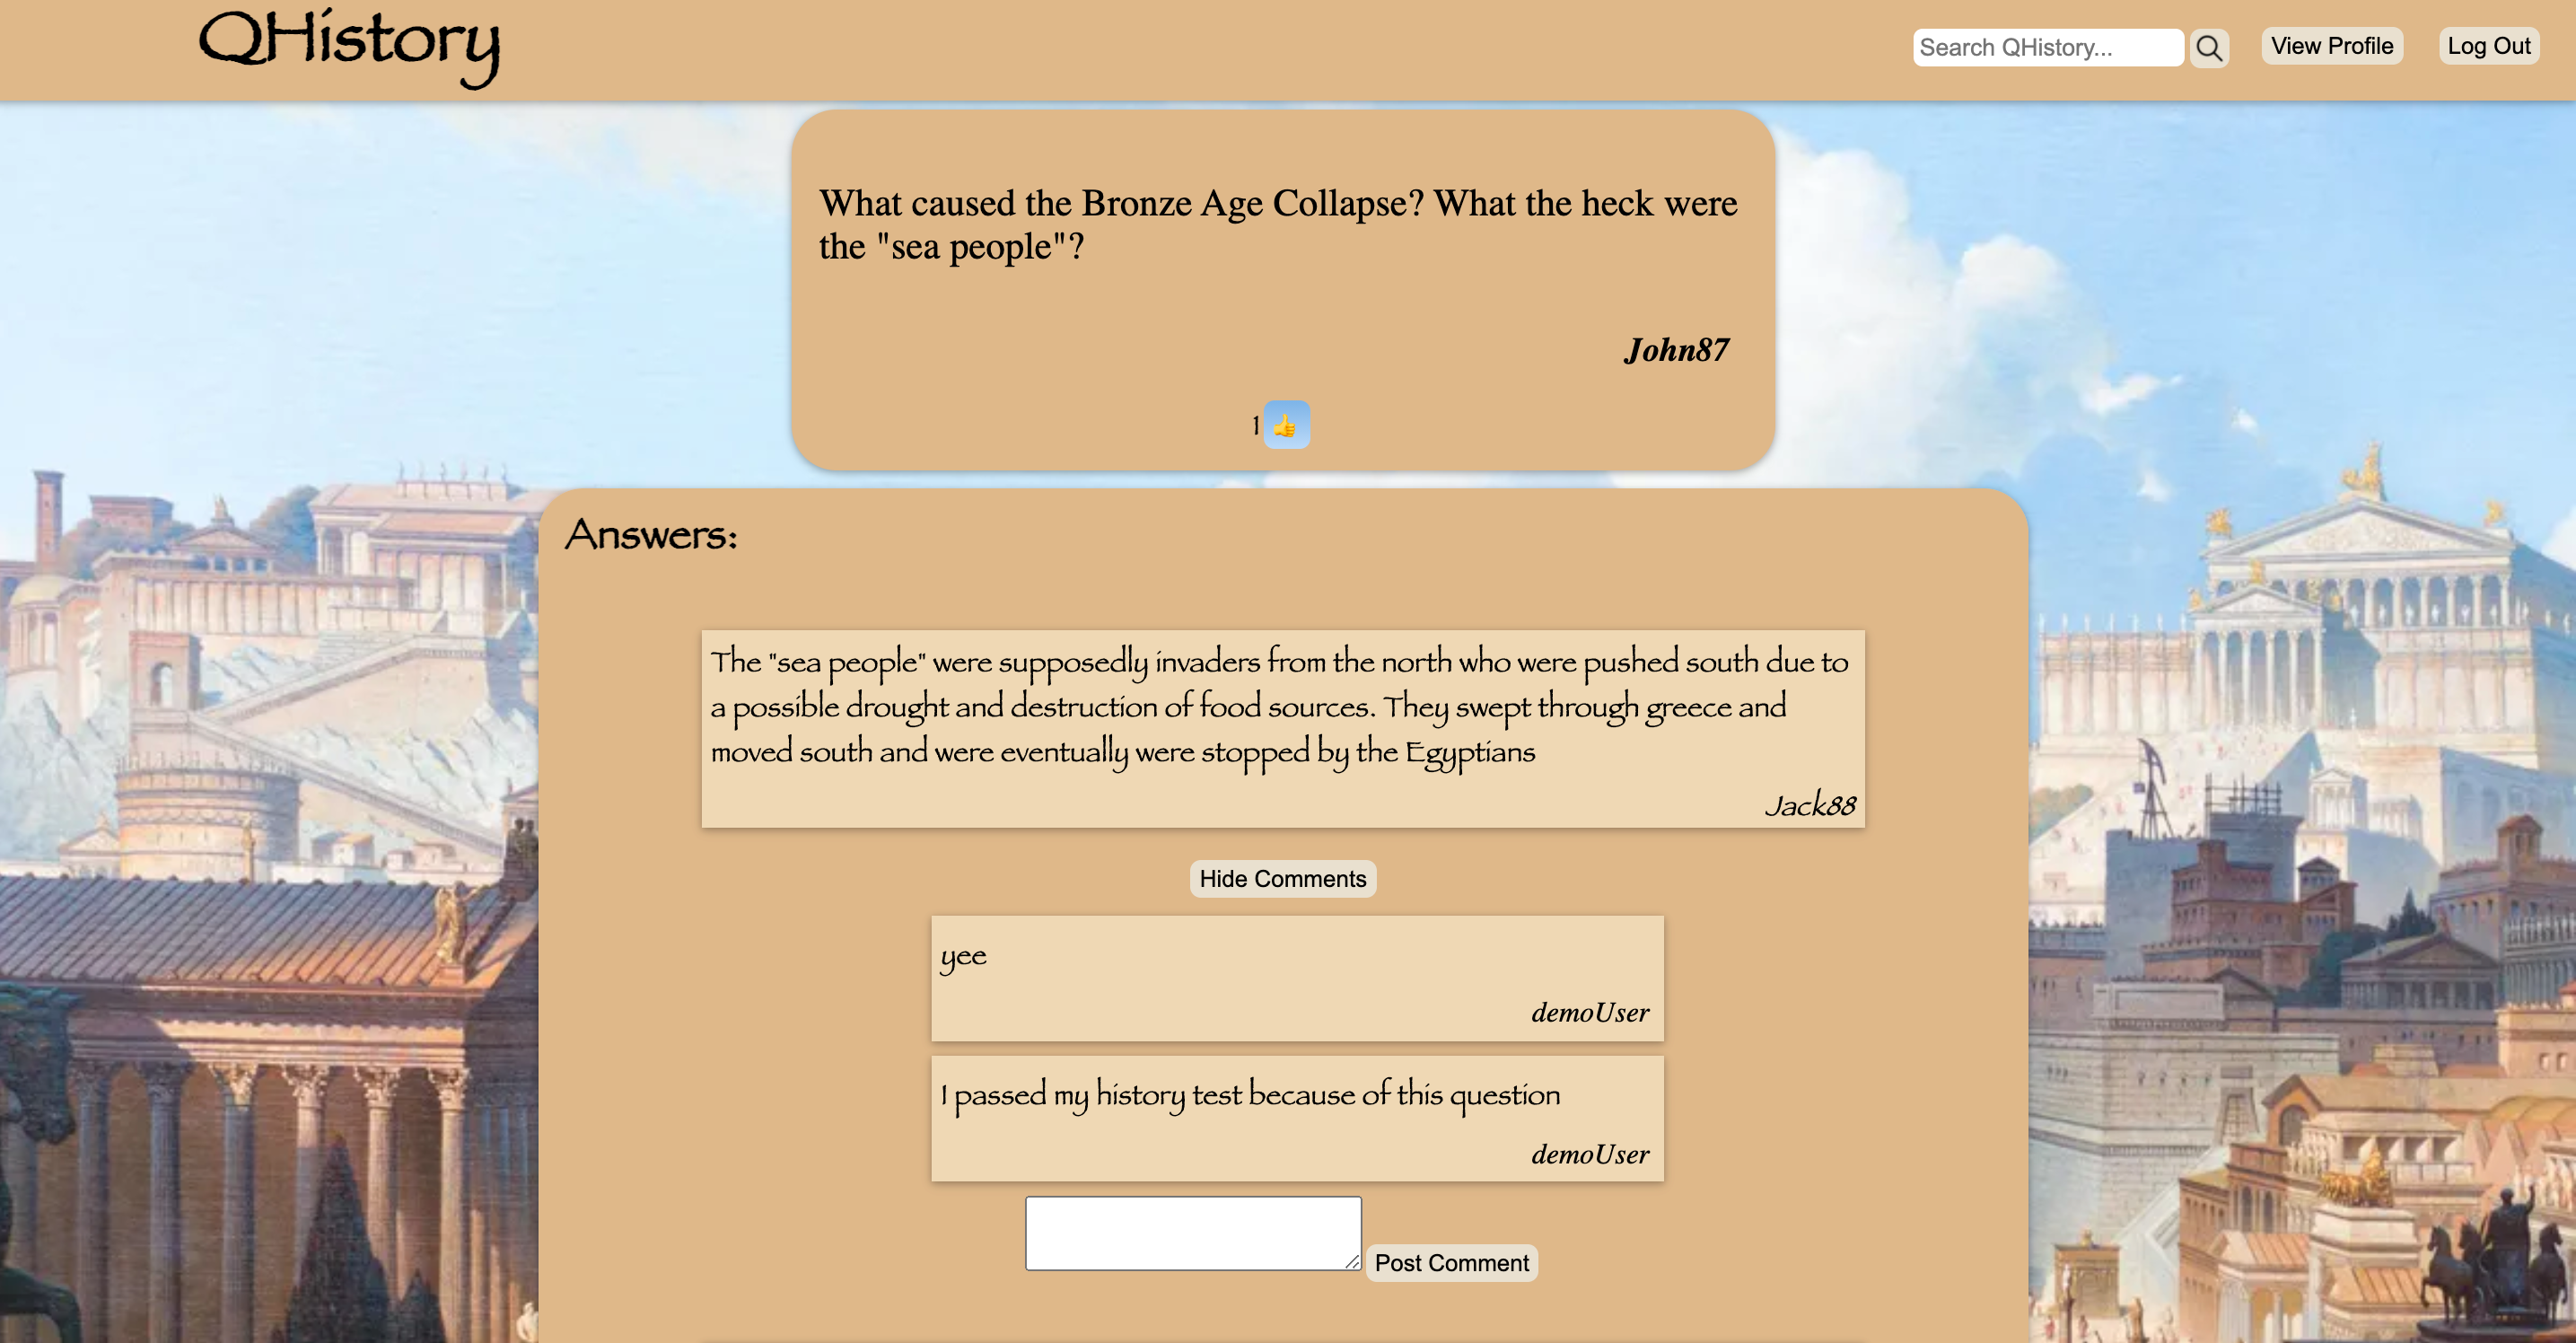 QHistory
Search QHistory...
View Profile
Log Out
What caused the Bronze Age Collapse? What the heck were
the "sea people"?
John87
1
Answers:
The "sea people" were supposedly invaders from the north who were pushed south due to
a possible drought and destruction of food sources. They swept through greece and
moved south and were eventually were stopped by the Egyptians
Jack88
Hide Comments
yee
demoUser
I passed my history test because of this question
demoUser
Post Comment